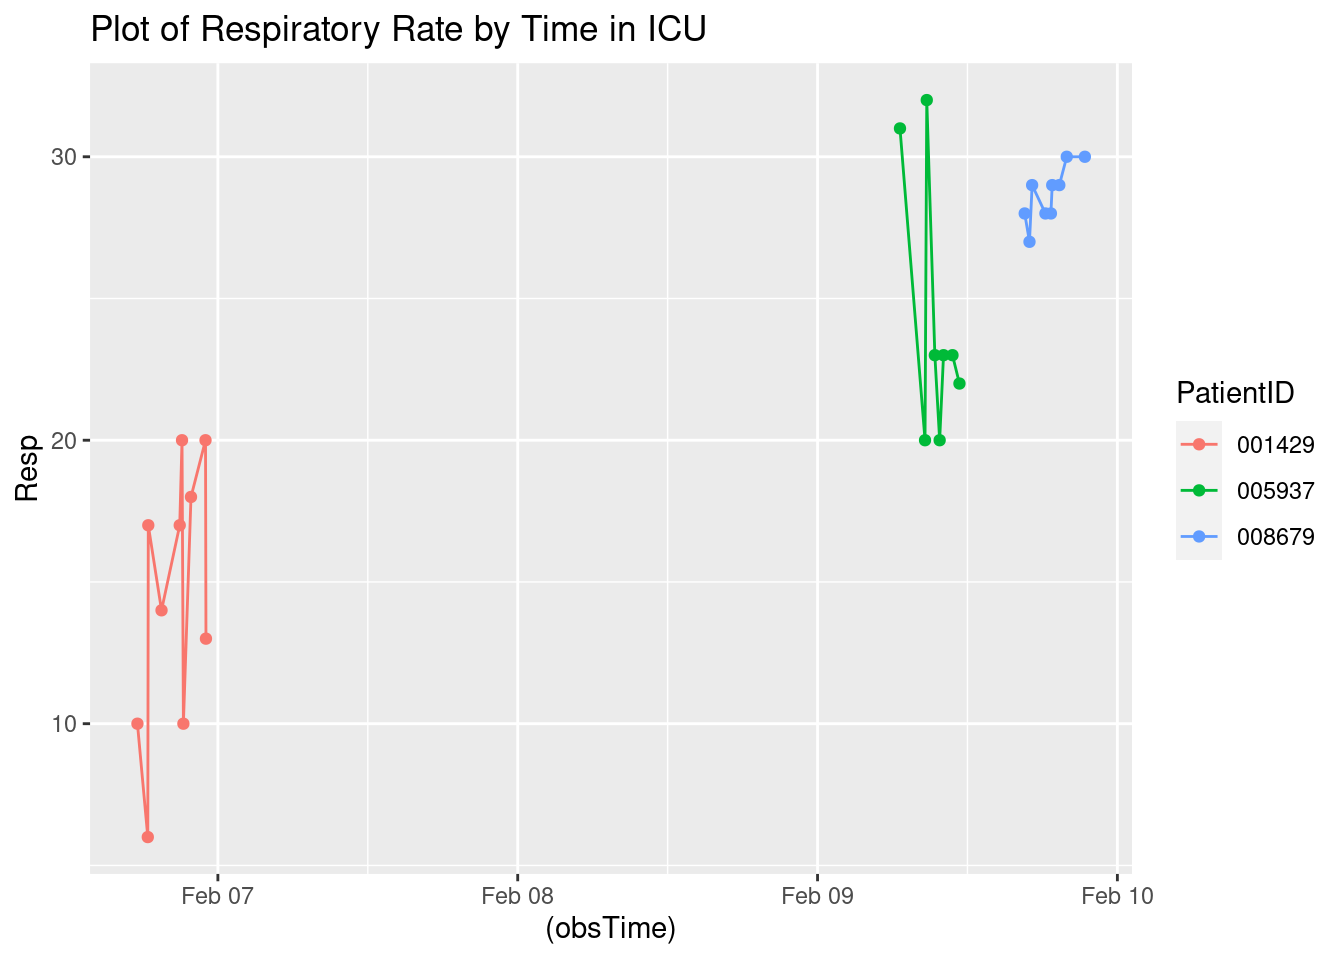 Plot of Respiratory Rate by Time in ICU
30
20
10
Resp
Feb 07
Feb 08
Feb 09
Feb 10
(obsTime)
PatientID
001429
005937
008679